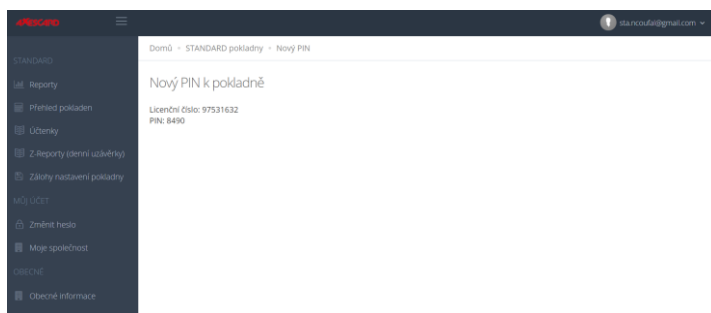 AMERICARD
sta.ncoufal@gmail.com
Domů
STANDARD pokladny
Nový PIN
STANDARD
Reporty
Přehled pokladen
Účtenky
Z-Reporty (denní uzávěrky)
Zálohy nastavení pokladny
MŮJ ÚČET
Změnit heslo
Moje společnost
OBECNÉ
Obecné informace
Nový PIN k pokladně
Licenční číslo: 97531632
PIN: 8490